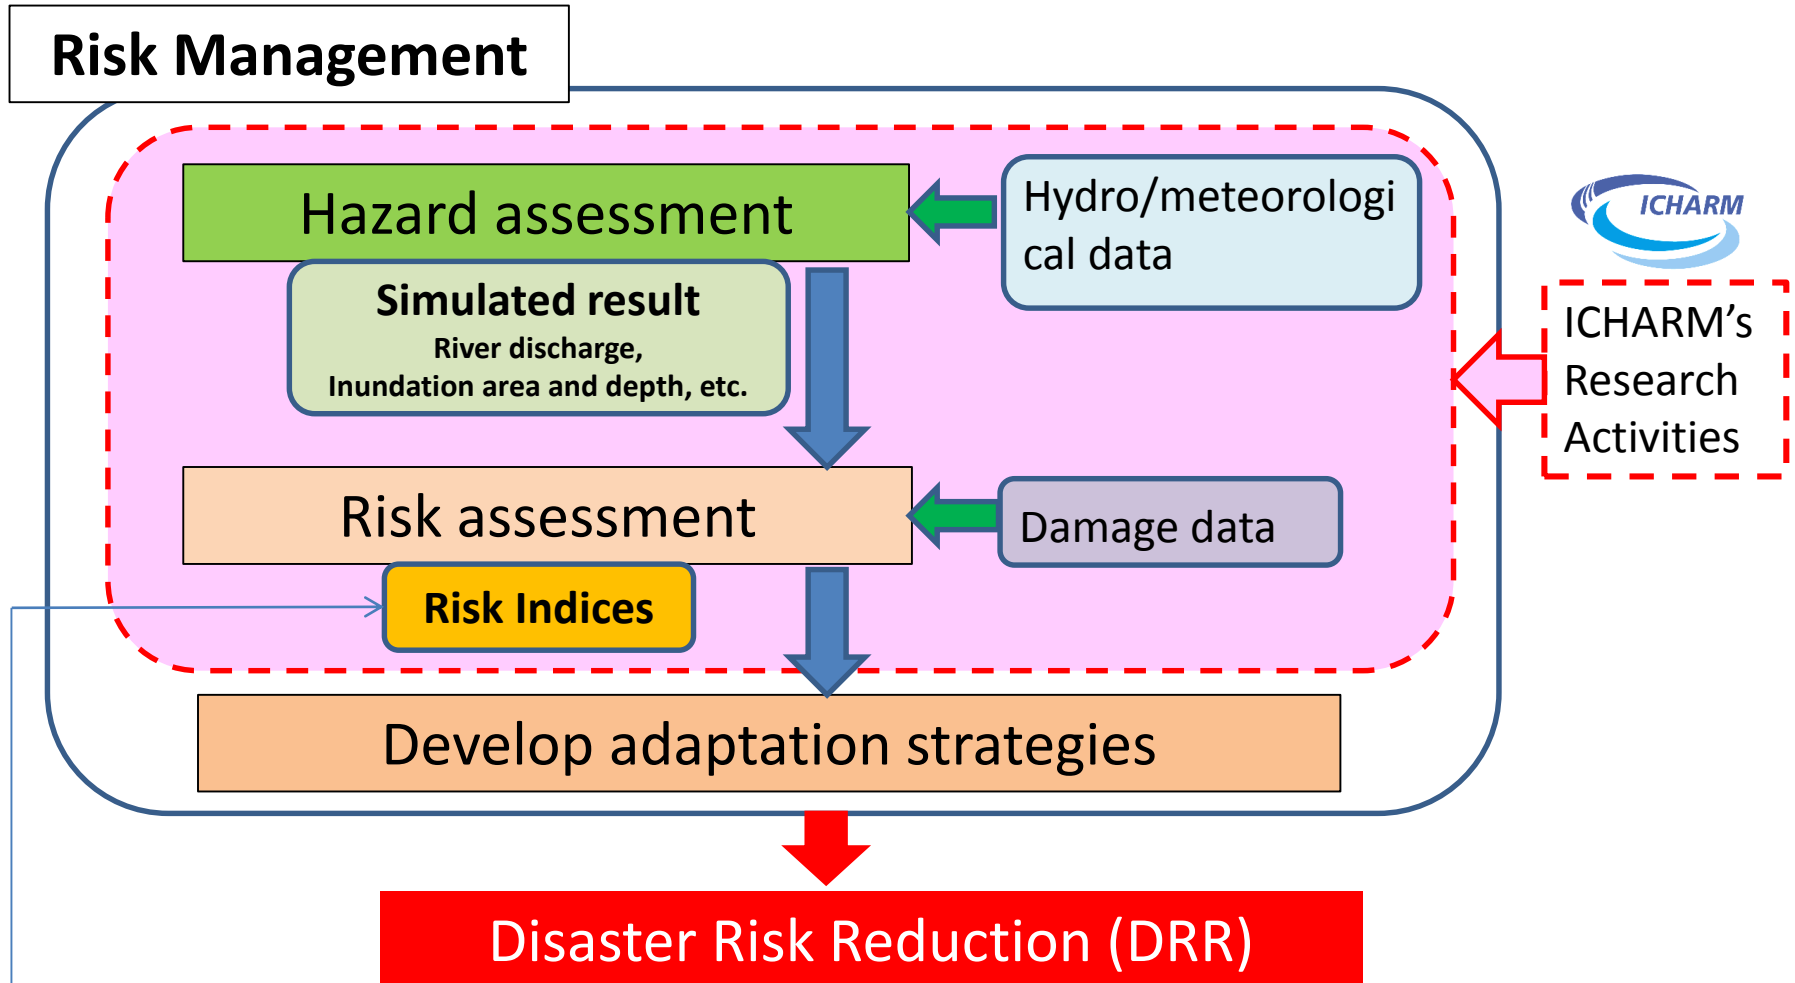 Risk Management
Hazard assessment
Hydro/meteorologi
cal data
ICHARM
Simulated result
River discharge,
Inundation area and depth, etc.
ICHARM’s
Research
Activities
Risk assessment
Damage data
Risk Indices
Develop adaptation strategies
Disaster Risk Reduction (DRR)